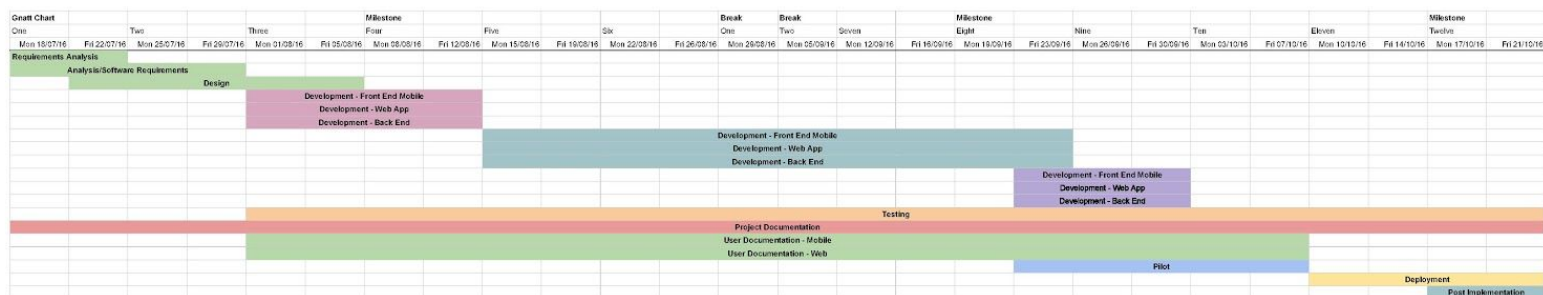 Gnatt Chart Milestone Break Break Milestone Milestone
One Two Three Four Five Six One Two Seven Eight Nine Ten Eleven Twelve
Mon 18/07/16 Fri 22/07/16 Mon 25/07/16 Fri 29/07/16 Mon 01/08/16 Fri 05/08/16 Mon 08/08/16 Fri 12/08/16 Mon 15/08/16 Fri 19/08/16 Mon 22/08/16 Fri 26/08/16 Mon 29/08/16 Mon 05/09/16 Mon 12/09/16 Fri 16/09/16 Mon 19/09/16 Fri 23/09/16 Mon 26/09/16 Fri 30/09/16 Mon 03/10/16 Fri 07/10/16 Mon 10/10/16 Fri 14/10/16 Mon 17/10/16 Fri 21/10/16
Requirements Analysis
Analysis/Software Requirements
Design
Development - Front End Mobile
Development - Web App
Development - Back End
Development - Front End Mobile
Development - Web App
Development - Back End
Development - Front End Mobile
Development - Web App
Development - Back End
Testing
Project Documentation
User Documentation - Mobile
User Documentation - Web
Pilot
Deployment
Post Implementation